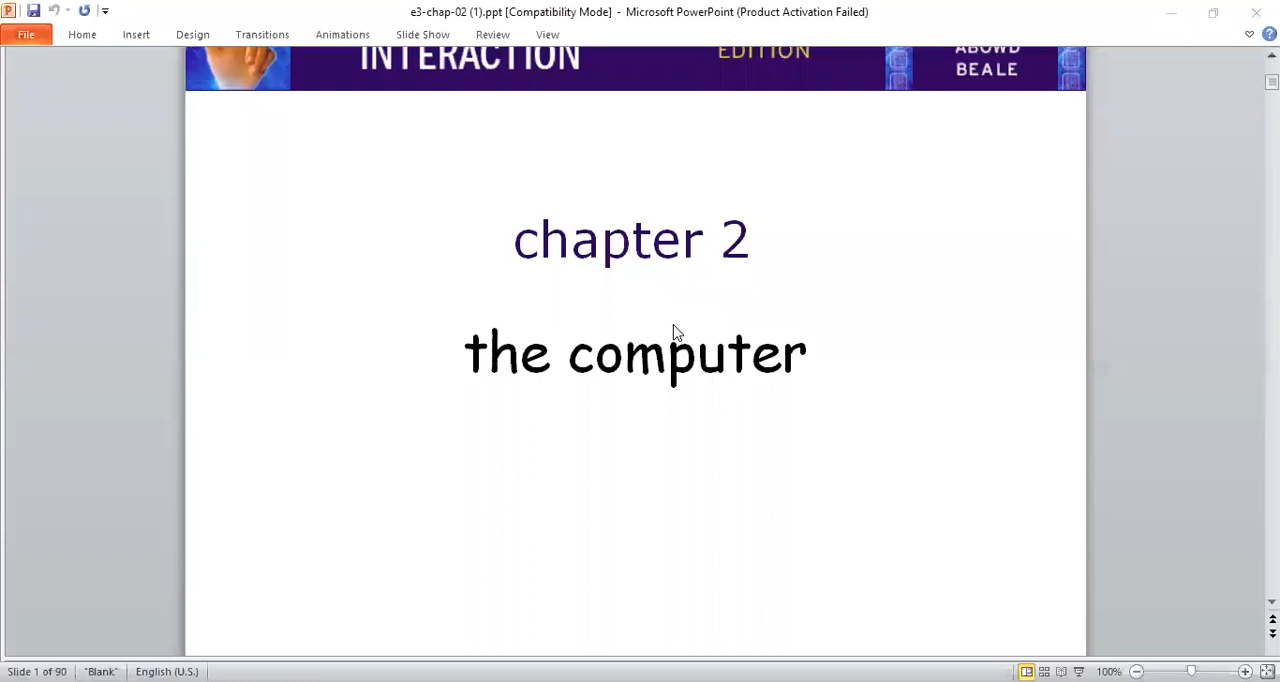 e3-chap-02 (1).ppt [Compatibility Mode] - Microsoft PowerPoint (Product Activation Failed)
File Home Insert Design Transitions Animations Slide Show Review View
INTERACTION EDITION ABOWD
BEALE
chapter 2
the computer
Slide 1 of 90 "Blank" English (U.S.) 100%